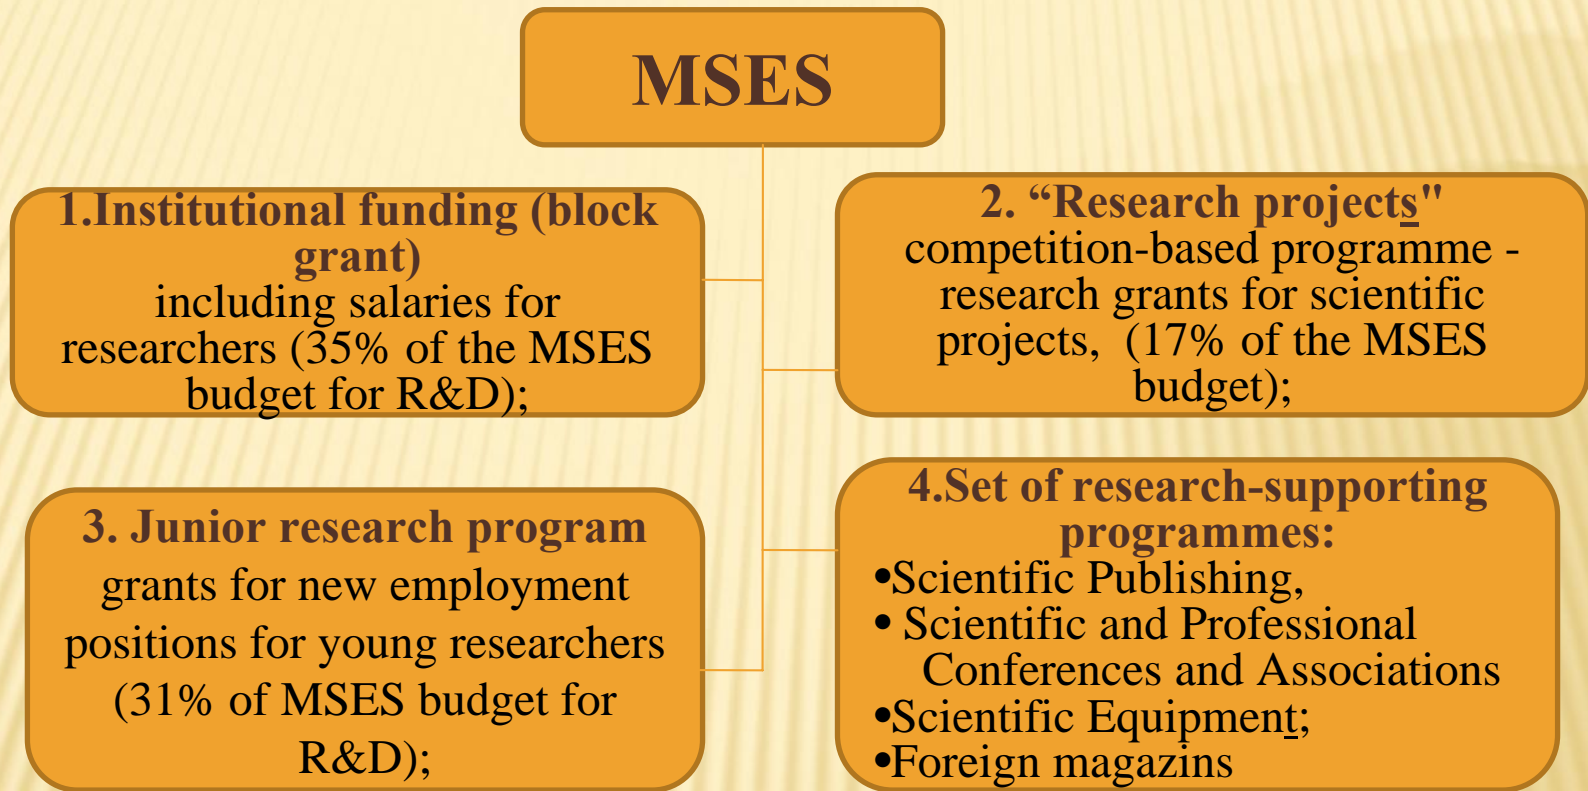 MSES
1.Institutional funding (block
grant)
including salaries for
researchers (35% of the MSES
budget for R&D);
2. “Research projects"
competition-based programme -
research grants for scientific
projects, (17% of the MSES
budget);
3. Junior research program
grants for new employment
positions for young researchers
(31% of MSES budget for
R&D);
4.Set of research-supporting
programmes:
•Scientific Publishing,
• Scientific and Professional
Conferences and Associations
•Scientific Equipment;
•Foreign magazins